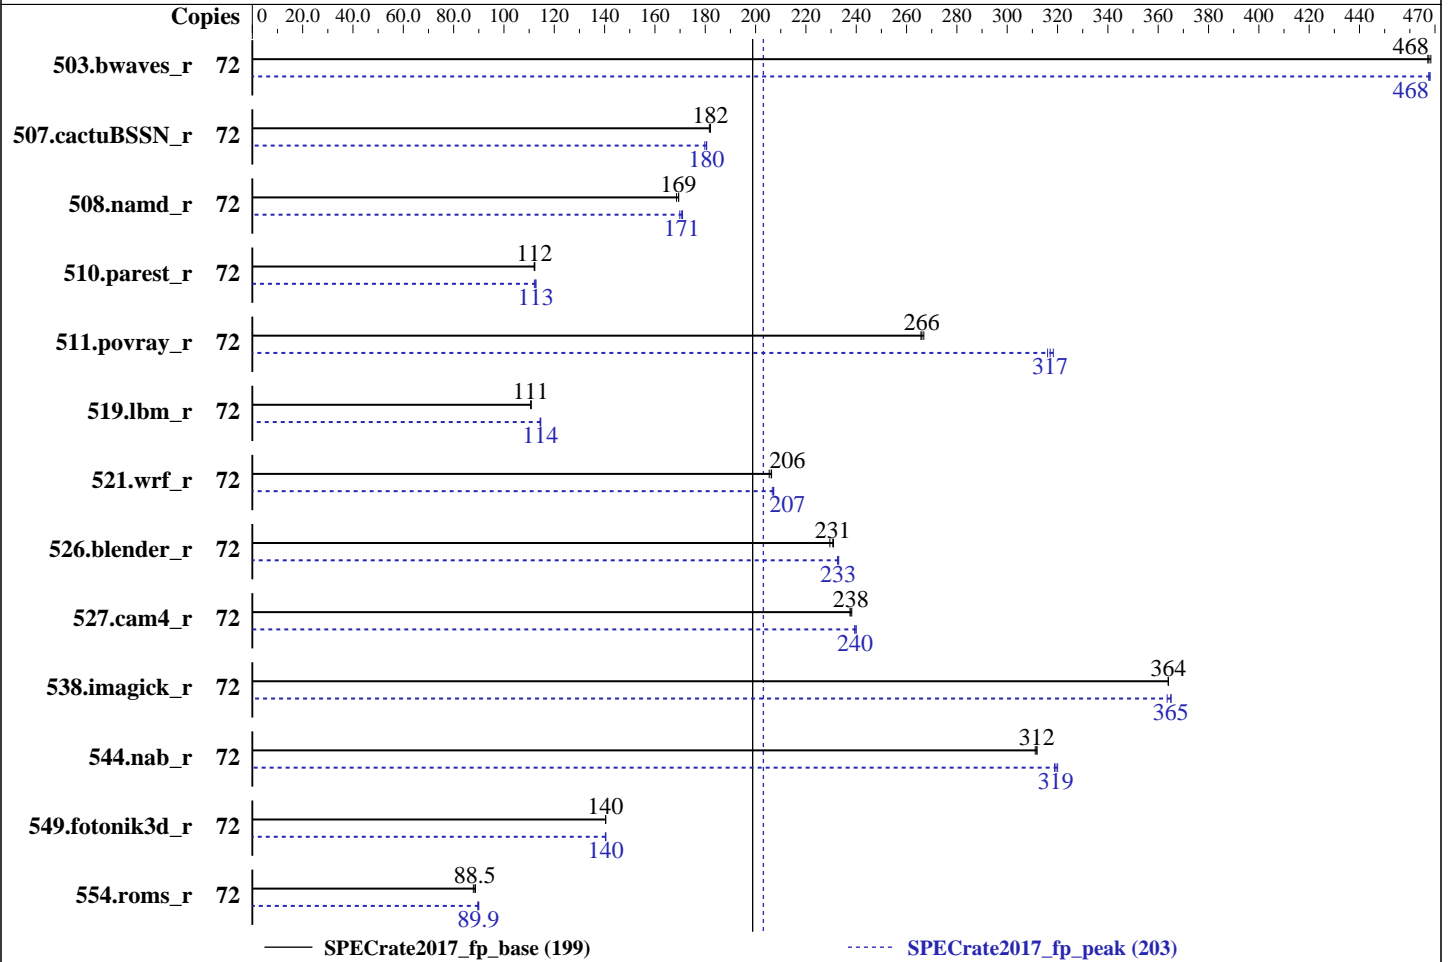 Copies 0 20.0 40.0 60.0 80.0 100 120 140 160 180 200 220 240 260 280 300 320 340 360 380 400 420 440 470
468
503.bwaves_r 72
468
182
507.cactuBSSN_r 72
180
169
508.namd_r 72
171
112
510.parest_r 72
113
266
511.povray_r 72
317
111
519.lbm_r 72
114
206
521.wrf_r 72
207
231
526.blender_r 72
233
238
527.cam4_r 72
240
364
538.imagick_r 72
365
312
544.nab_r 72
319
140
549.fotonik3d_r 72
140
88.5
554.roms_r 72
89.9
SPECrate2017_fp_base (199) SPECrate2017_fp_peak (203)